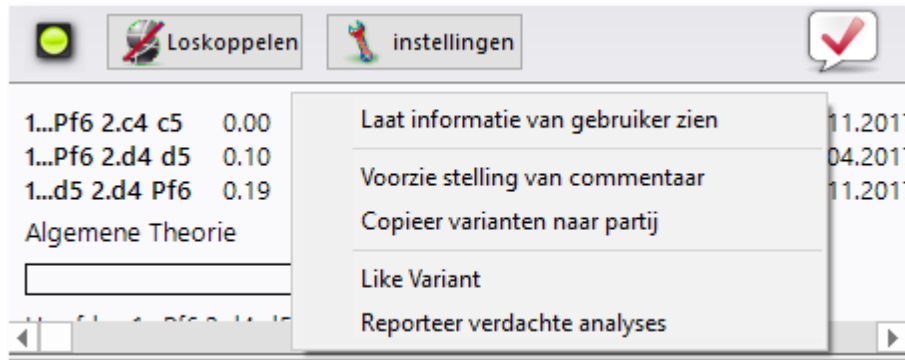 Loskoppelen instellingen
1...Pf6 2.c4 c5 0.00 11.2017
1...Pf6 2.d4 d5 0.10 04.2017
1...d5 2.d4 Pf6 0.19 11.2017
Algemene Theorie
Laat informatie van gebruiker zien
Voorzie stelling van commentaar
Copieer varianten naar partij
Like Variant
Reporteer verdachte analyses